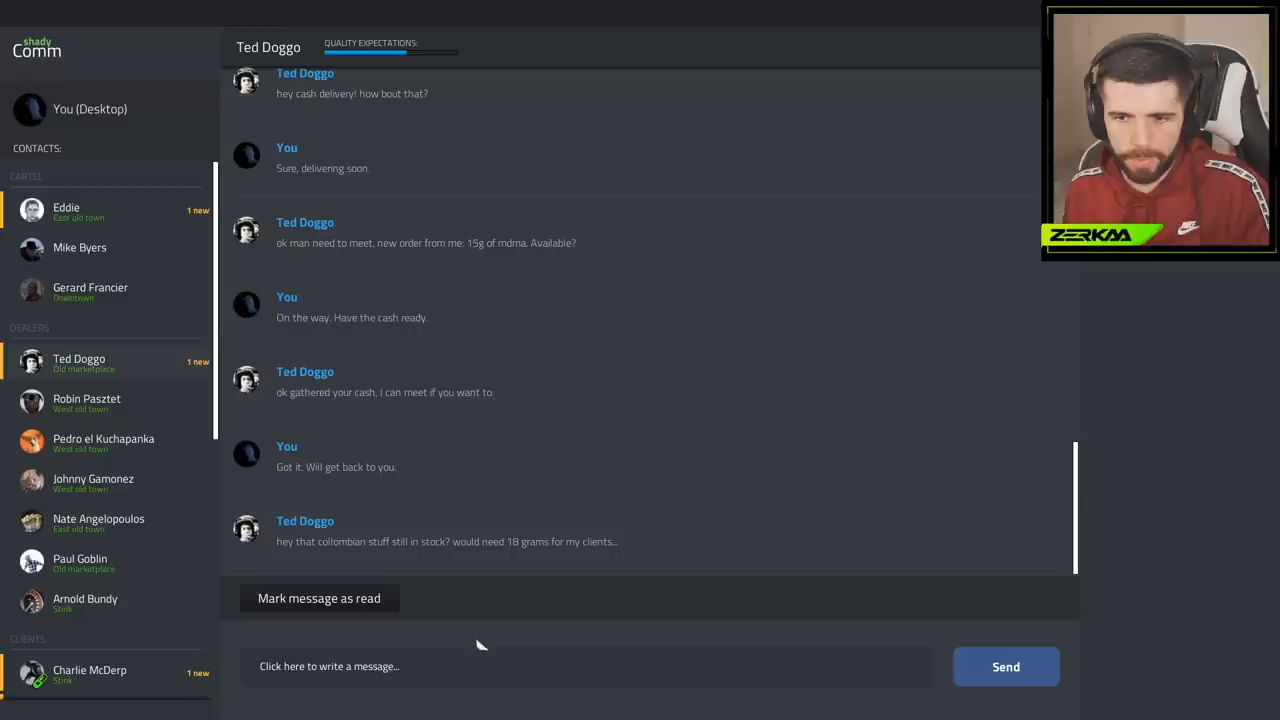 shady
Comm
You (Desktop)
CONTACTS:
CARTEL
Eddie
East old town
1 new
Mike Byers
Gerard Francier
Downtown
DEALERS
Ted Doggo
Old marketplace
1 new
Robin Pasztet
West old town
Pedro el Kuchapanka
West old town
Johnny Gamonez
West old town
Nate Angelopoulos
East old town
Paul Goblin
Old marketplace
Arnold Bundy
Stink
CLIENTS
Charlie McDerp
Stink
1 new
Ted Doggo
QUALITY EXPECTATIONS:
Ted Doggo
hey cash delivery! how bout that?
You
Sure, delivering soon.
Ted Doggo
ok man need to meet, new order from me: 15g of mdma. Available?
You
On the way. Have the cash ready.
Ted Doggo
ok gathered your cash, I can meet if you want to.
You
Got it. Will get back to you.
Ted Doggo
hey that collombian stuff still in stock? would need 18 grams for my clients...
Mark message as read
Click here to write a message...
Send
ZERKAA